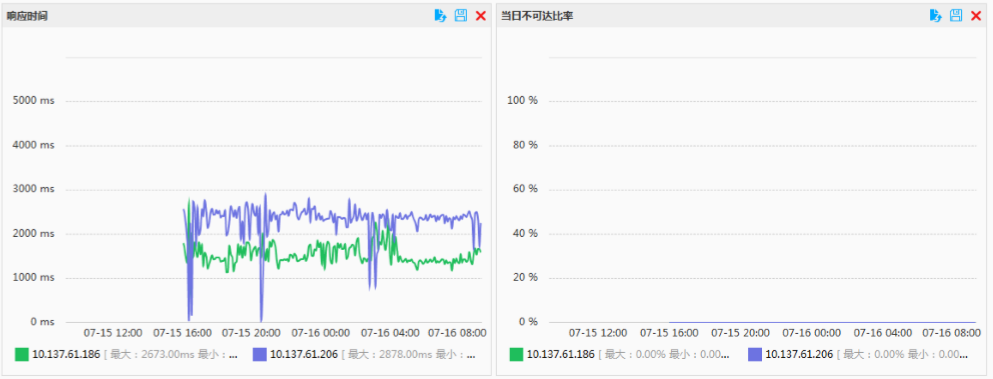 响应时间
5000 ms
4000 ms
3000 ms
2000 ms
1000 ms
0 ms
07-15 12:00 07-15 16:00 07-15 20:00 07-16 00:00 07-16 04:00 07-16 08:00
10.137.61.186 [ 最大：2673.00ms 最小：... 10.137.61.206 [ 最大：2878.00ms 最小：...
当日不可达比率
100 %
80 %
60 %
40 %
20 %
0 %
07-15 12:00 07-15 16:00 07-15 20:00 07-16 00:00 07-16 04:00 07-16 08:00
10.137.61.186 [ 最大：0.00% 最小：0.00... 10.137.61.206 [ 最大：0.00% 最小：0.00...